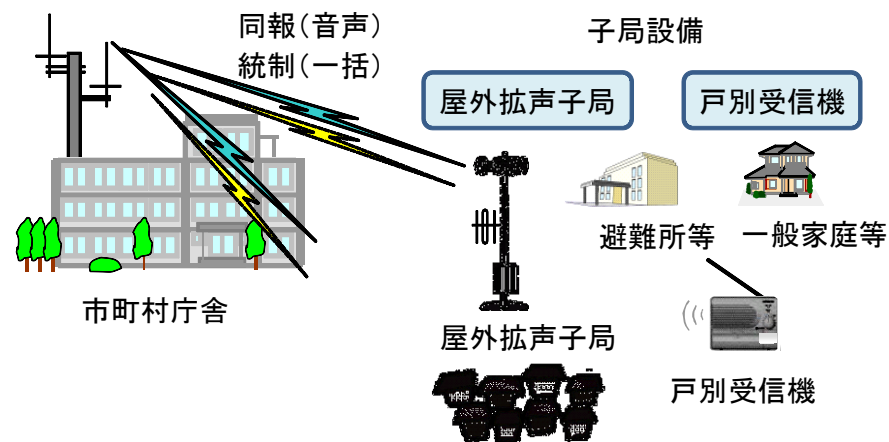 同報(音声)
統制(一括)
子局設備
屋外拡声子局
戸別受信機
避難所等
一般家庭等
市町村庁舎
屋外拡声子局
戸別受信機